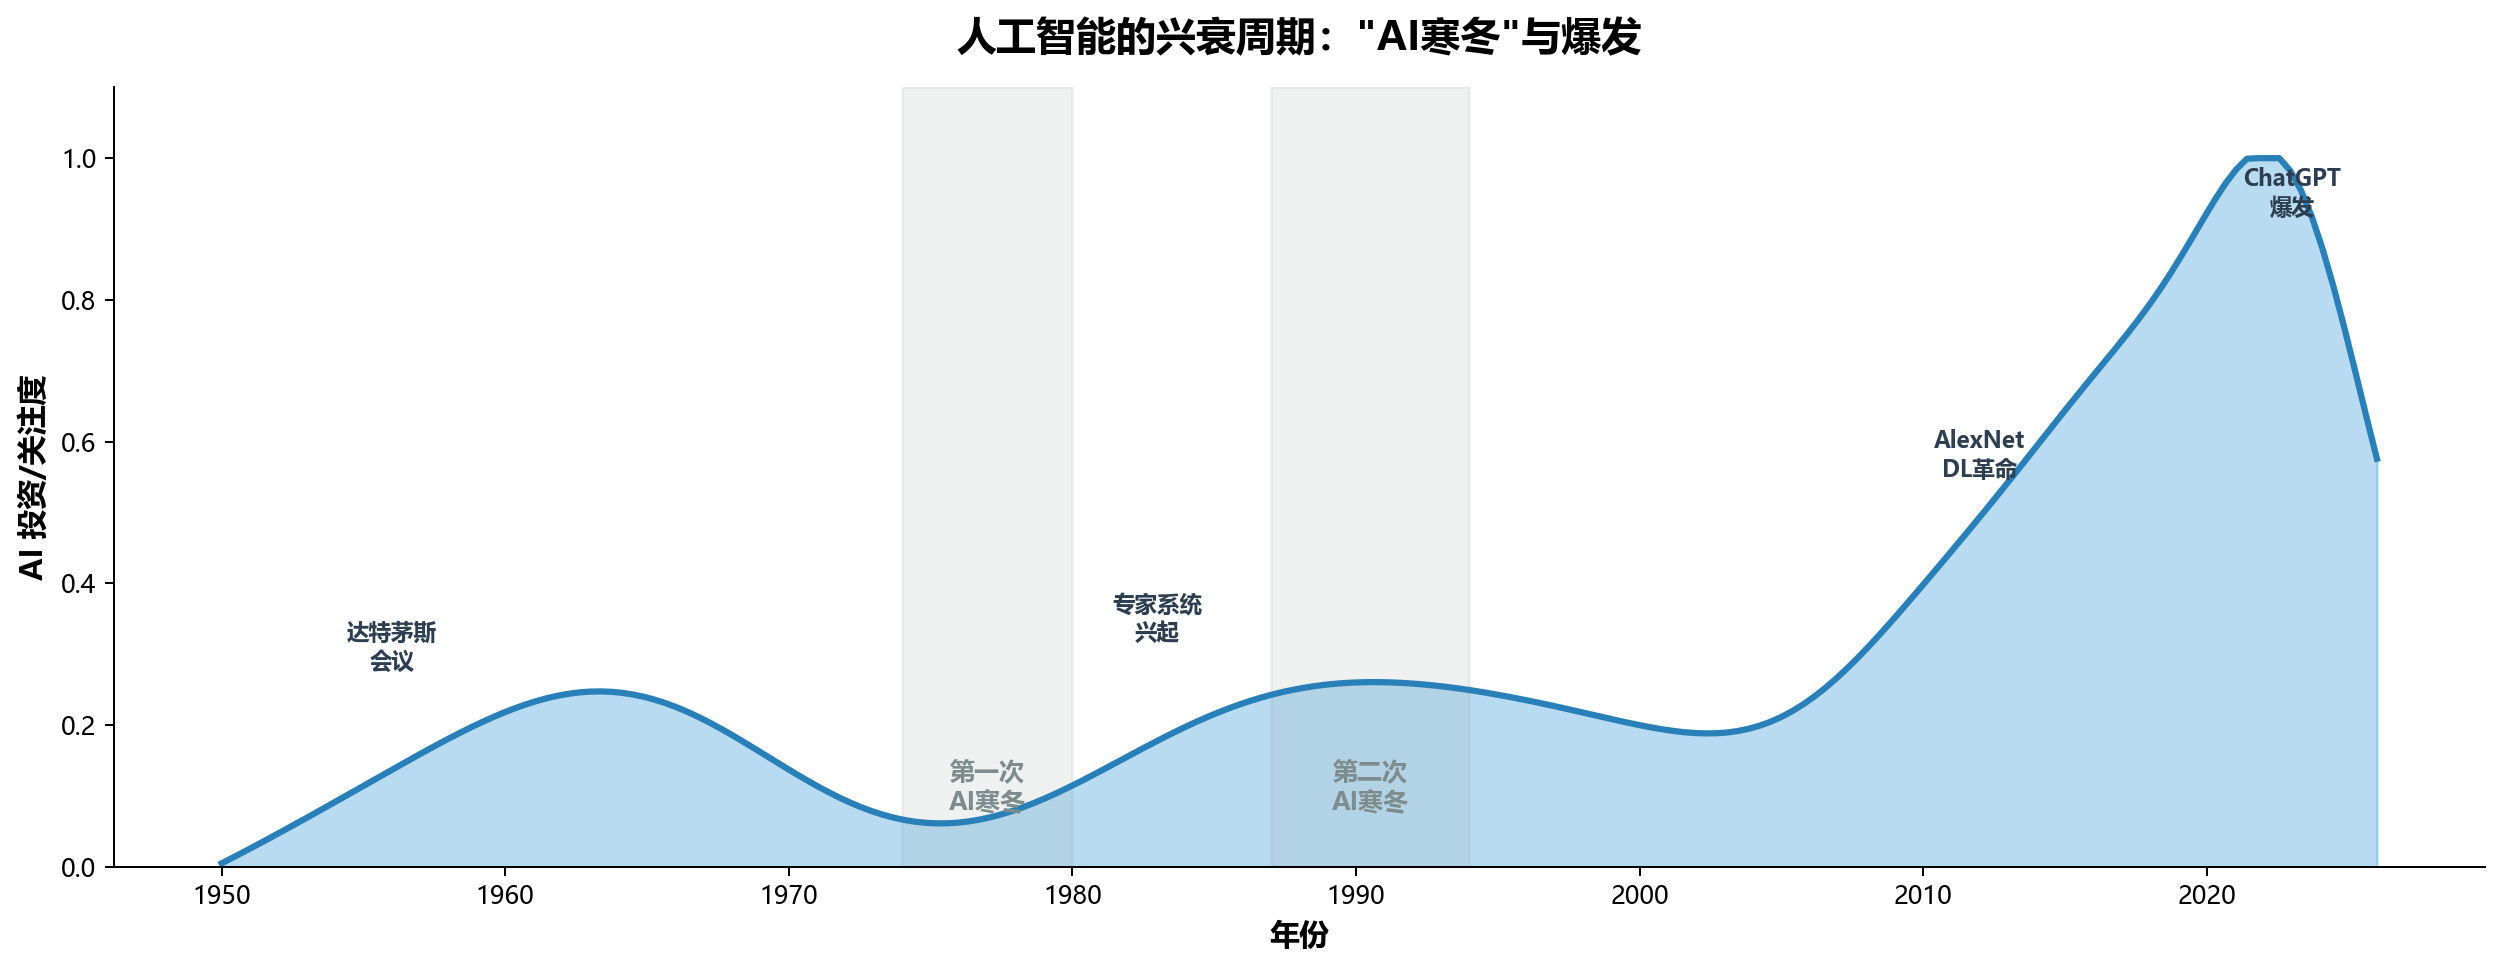 人工智能的兴衰周期："AI寒冬"与爆发
AI 投资/关注度
1.0
0.8
0.6
0.4
0.2
0.0
ChatGPT
爆发
AlexNet
DL革命
专家系统
兴起
达特茅斯
会议
第一次
AI寒冬
第二次
AI寒冬
1950 1960 1970 1980 1990 2000 2010 2020
年份